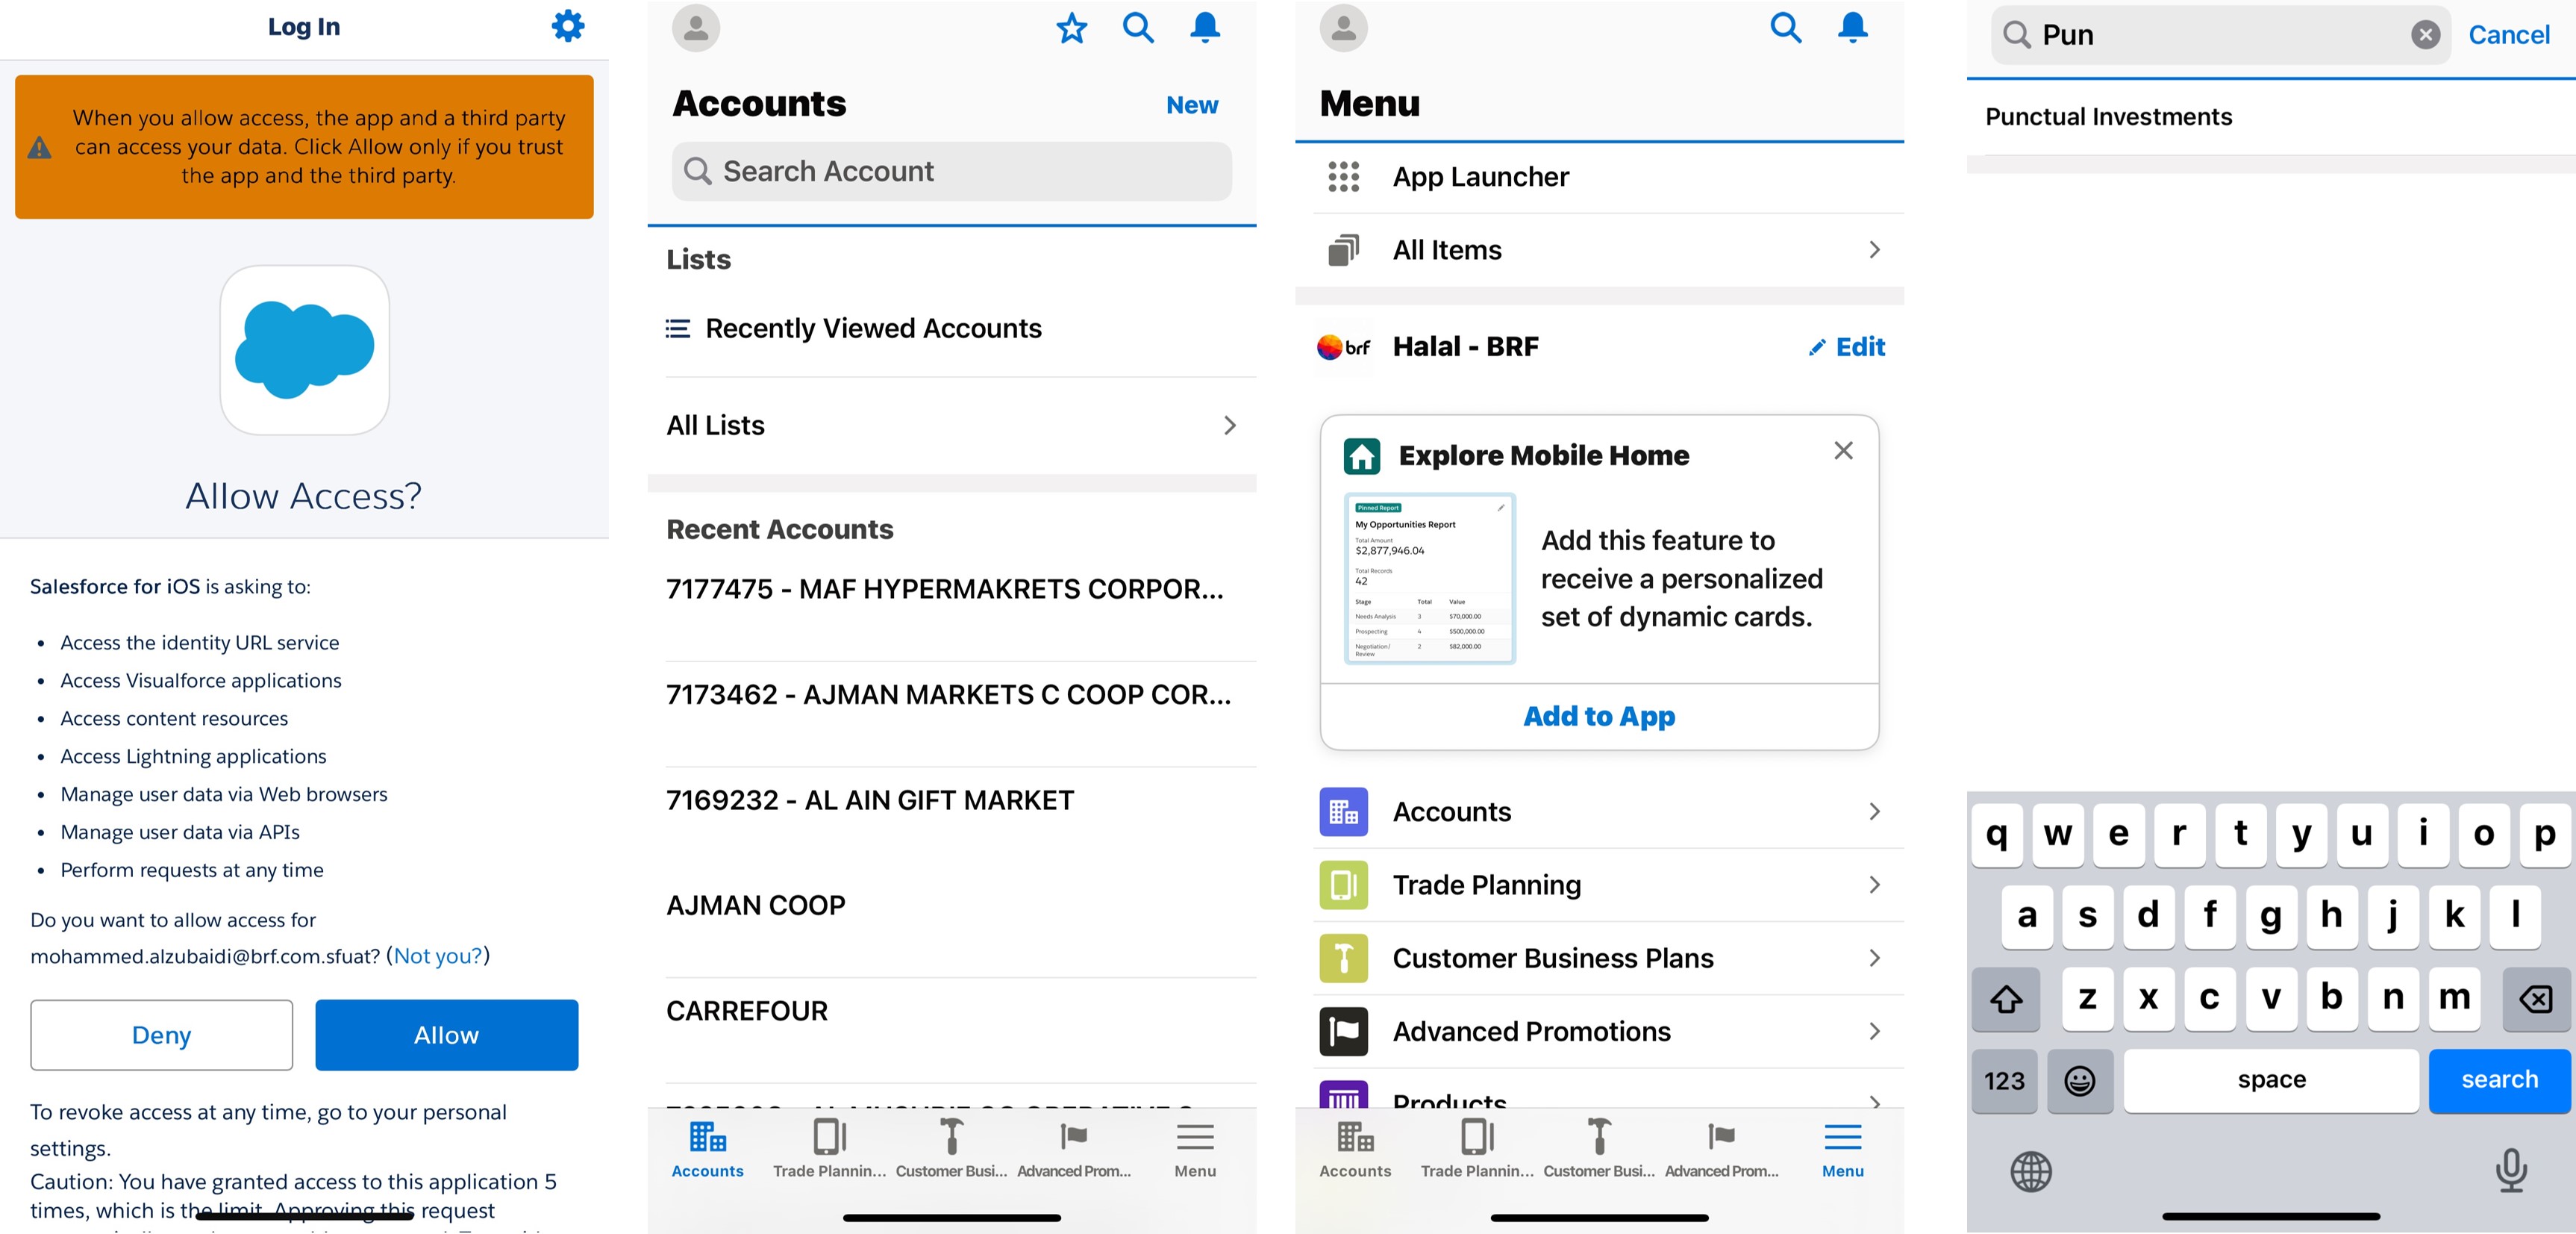 Log In
When you allow access, the app and a third party
can access your data. Click Allow only if you trust
the app and the third party.
Allow Access?
Salesforce for iOS is asking to:
• Access the identity URL service
• Access Visualforce applications
• Access content resources
• Access Lightning applications
• Manage user data via Web browsers
• Manage user data via APIs
• Perform requests at any time
Do you want to allow access for
mohammed.alzubaidi@brf.com.sfuat? (Not you?)
Deny
Allow
To revoke access at any time, go to your personal
settings.
Caution: You have granted access to this application 5
times, which is the limit. Approving this request
Accounts
New
Search Account
Lists
Recently Viewed Accounts
All Lists
Recent Accounts
7177475 - MAF HYPERMAKRETS CORPOR...
7173462 - AJMAN MARKETS C COOP COR...
7169232 - AL AIN GIFT MARKET
AJMAN COOP
CARREFOUR
Accounts
Trade Plannin...
Customer Busi...
Advanced Prom...
Menu
Menu
App Launcher
All Items
brf
Halal - BRF
Edit
Explore Mobile Home
Pinned Report
My Opportunities Report
Total Amount
$2,877,946.04
Total Records
42
Stage Total Value
Needs Analysis 3 $70,000.00
Prospecting 4 $500,000.00
Negotiation/ 2 $82,000.00
Review
Add this feature to
receive a personalized
set of dynamic cards.
Add to App
Accounts
Trade Planning
Customer Business Plans
Advanced Promotions
Products
Accounts
Trade Plannin...
Customer Busi...
Advanced Prom...
Menu
Pun
Cancel
Punctual Investments
q w e r t y u i o p
a s d f g h j k l
z x c v b n m
123
space
search